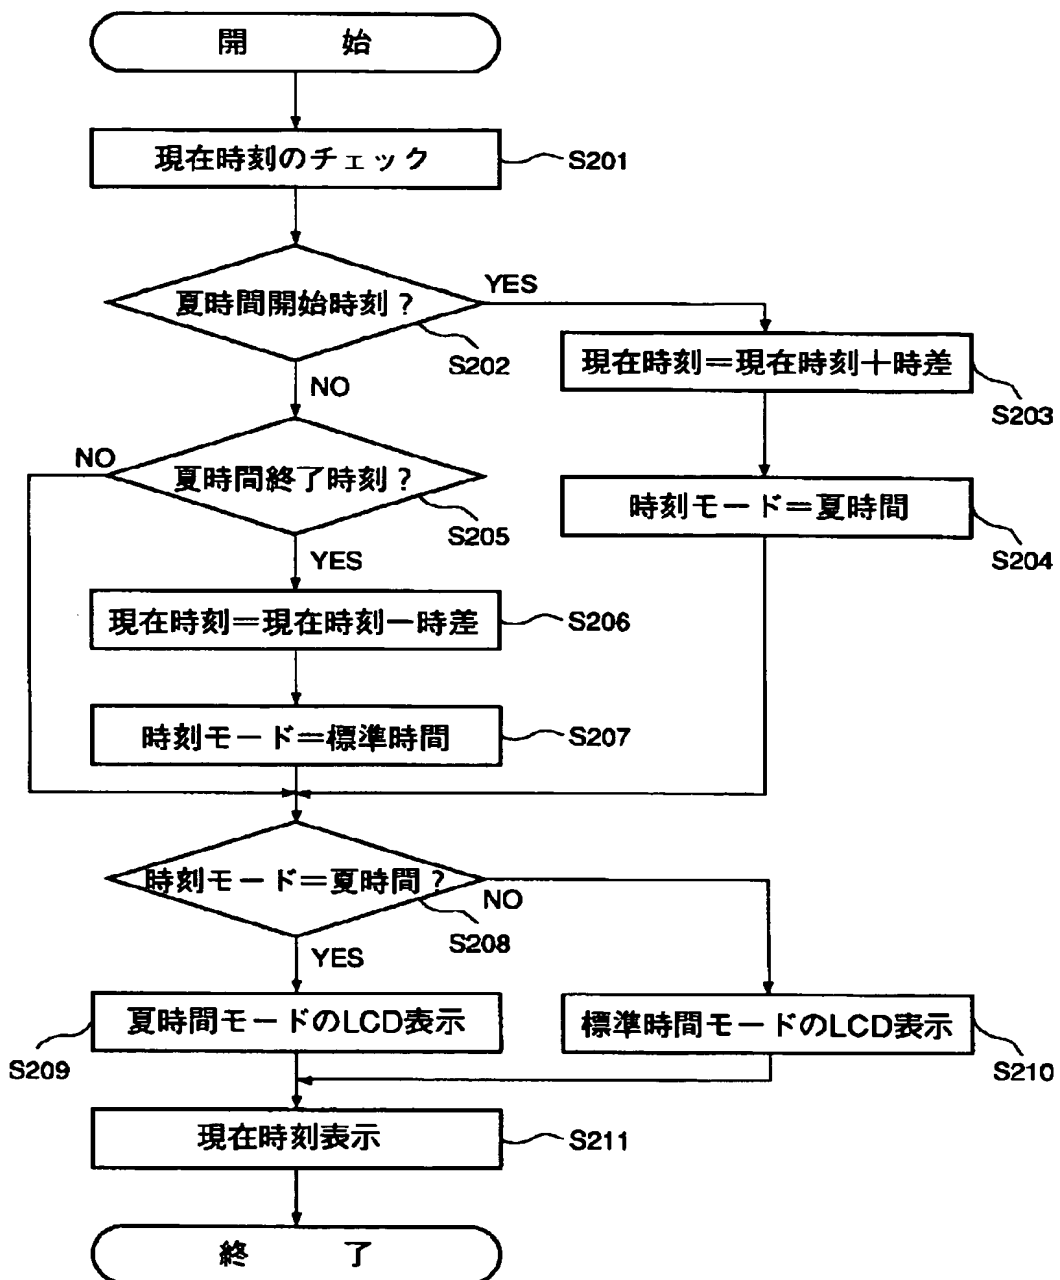 開 始
現在時刻のチェック
S201
夏時間開始時刻?
YES
S202
NO
現在時刻=現在時刻+時差
S203
時刻モード=夏時間
S204
夏時間終了時刻?
NO
S205
YES
現在時刻=現在時刻-時差
S206
時刻モード=標準時間
S207
時刻モード=夏時間?
NO
S208
YES
夏時間モードのLCD表示
S209
標準時間モードのLCD表示
S210
現在時刻表示
S211
終 了